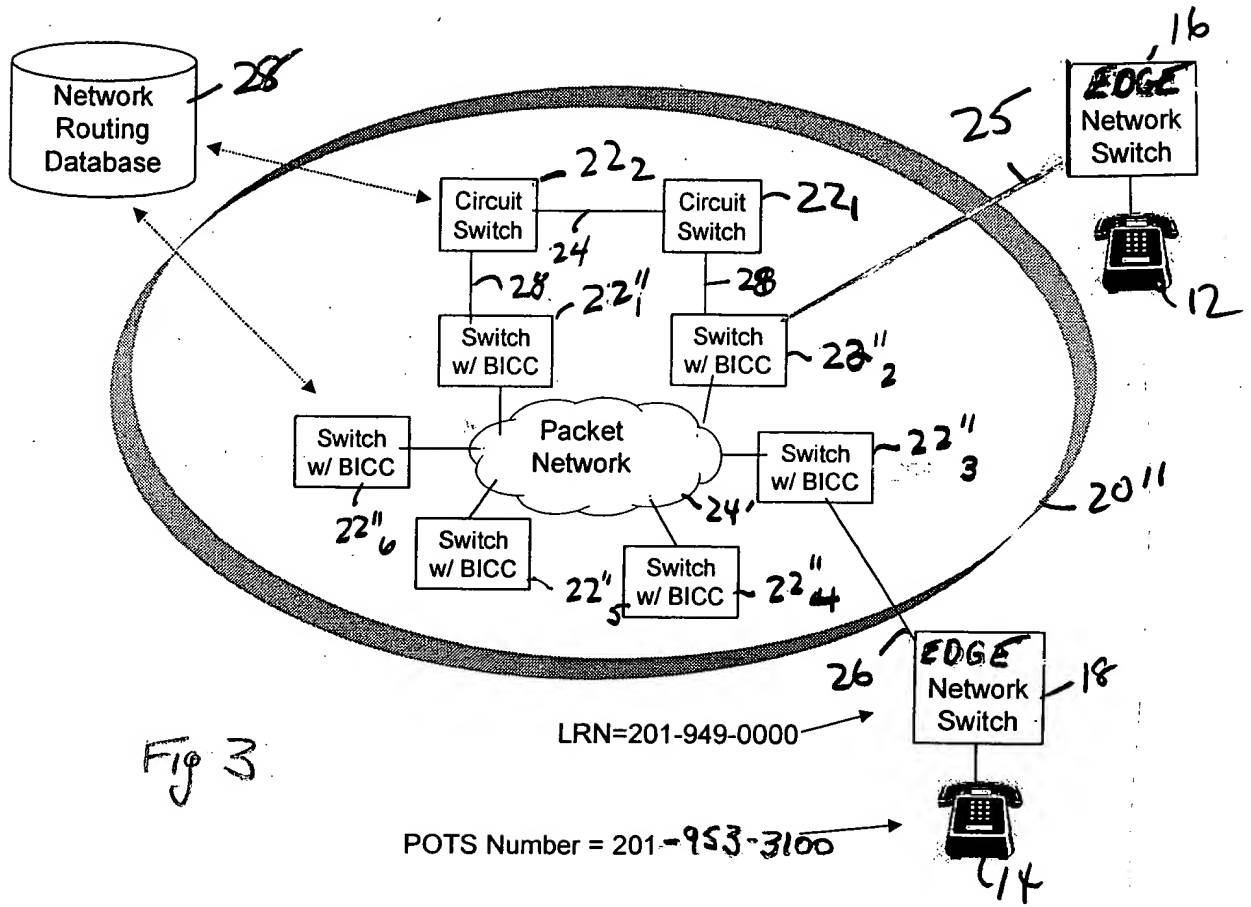 Network
Routing
Database
28
16
EDGE
Network
Switch
25
12
Circuit
Switch
22₂
24
Circuit
Switch
22₁
28
28
Switch
w/ BICC
22"₁
Switch
w/ BICC
22"₂
Switch
w/ BICC
22"₆
Packet
Network
24'
Switch
w/ BICC
22"₃
20"
Switch
w/ BICC
22"₅
Switch
w/ BICC
22"₄
26
EDGE
Network
Switch
18
LRN=201-949-0000
Fig 3
POTS Number = 201-953-3100
14